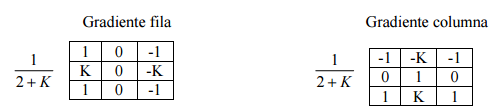 Gradiente fila
1
2 + K
1 0 -1
K 0 -K
1 0 -1
Gradiente columna
1
2 + K
-1 -K -1
0 1 0
1 K 1